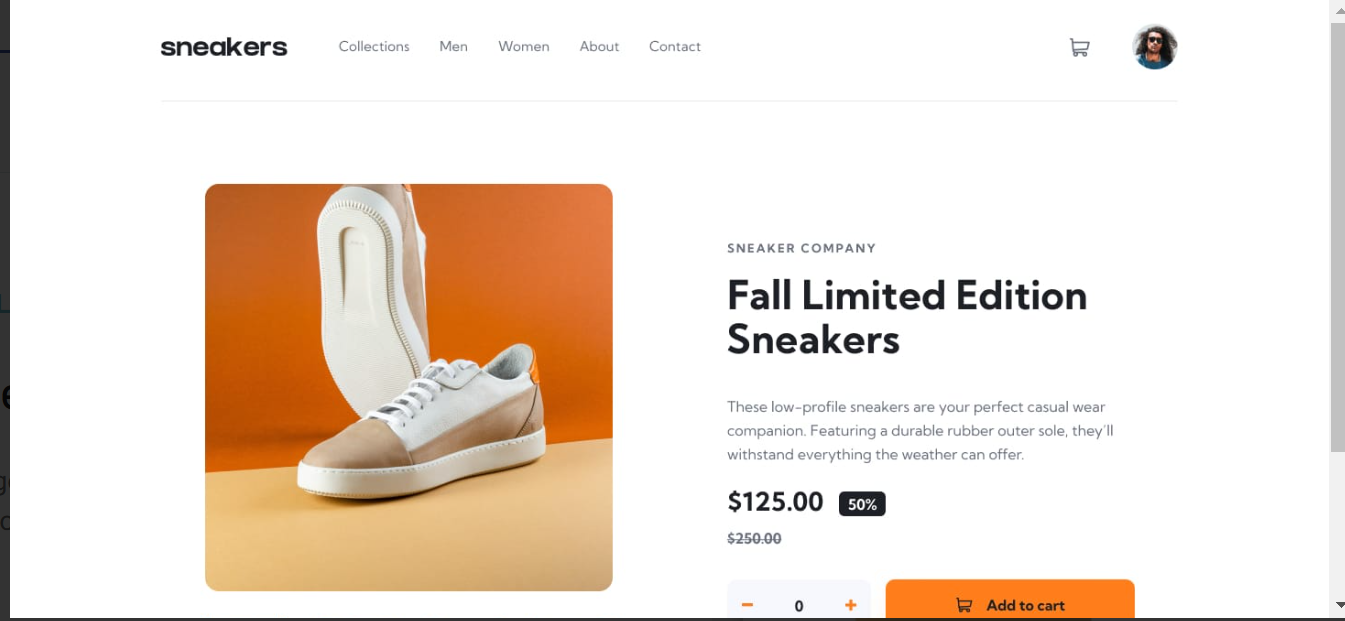 sneakers
Collections Men Women About Contact
SNEAKER COMPANY
Fall Limited Edition
Sneakers
These low-profile sneakers are your perfect casual wear
companion. Featuring a durable rubber outer sole, they'll
withstand everything the weather can offer.
$125.00 50%
$250.00
− 0 + Add to cart